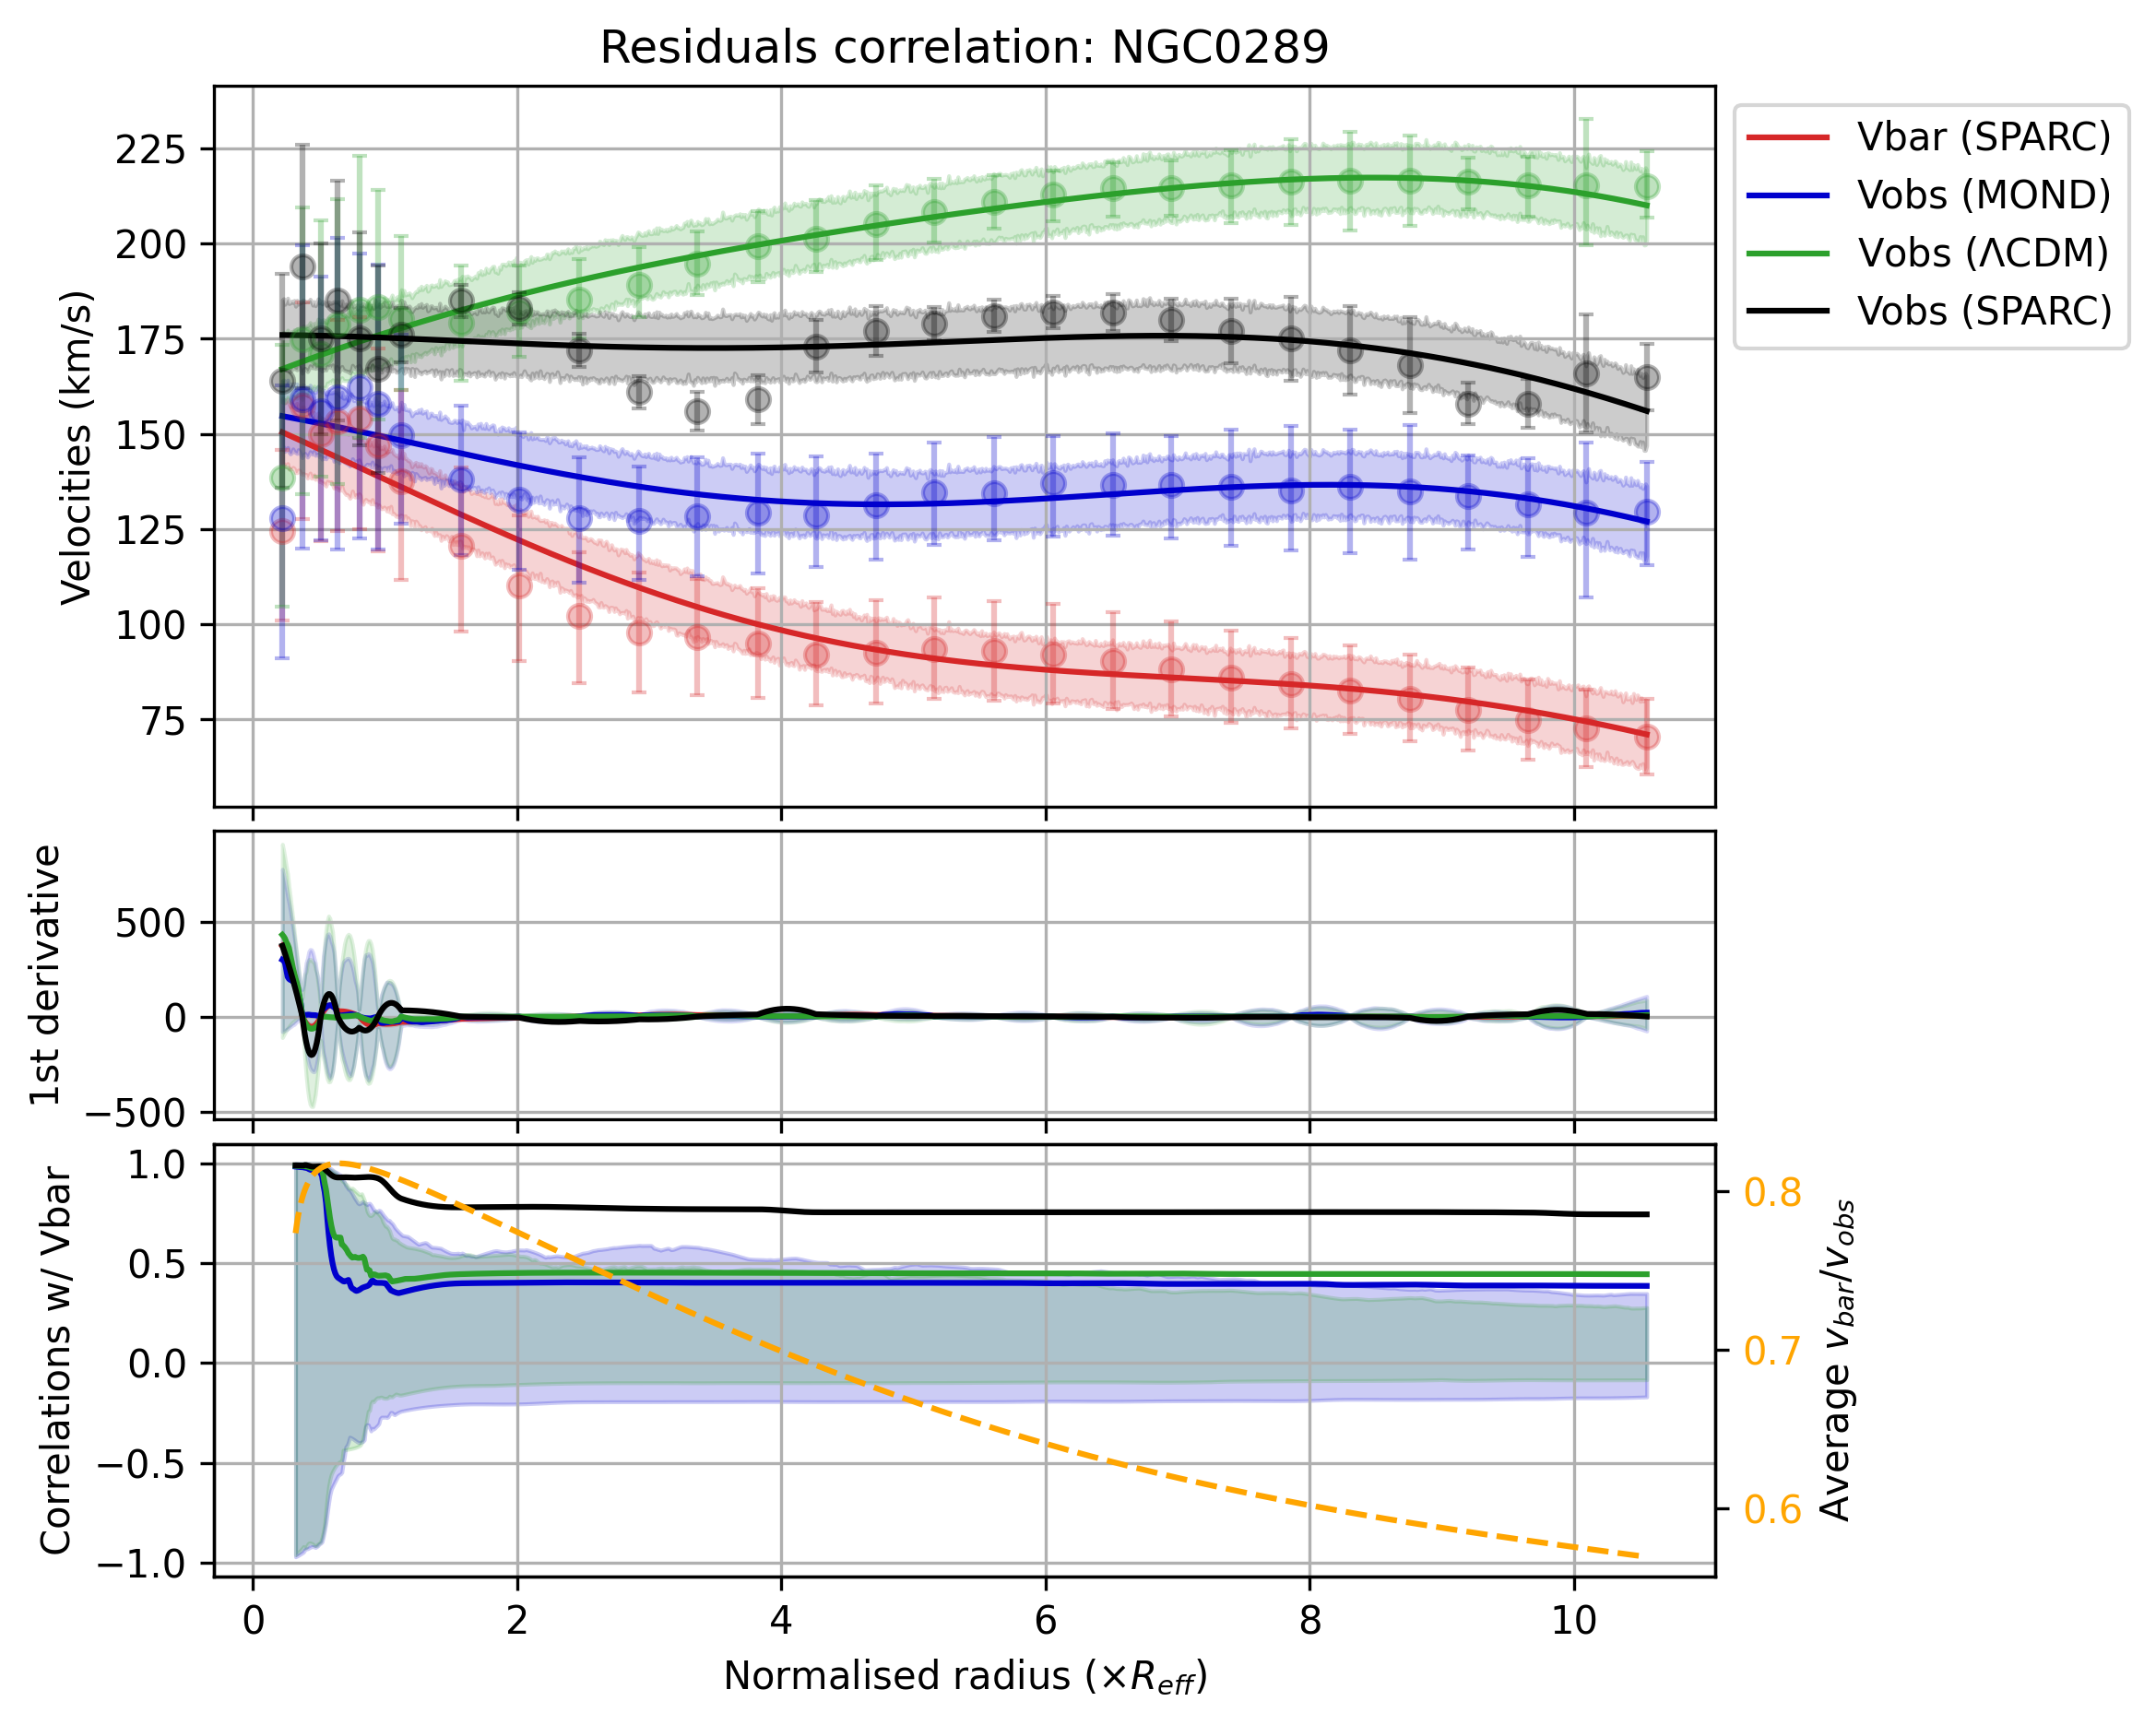 Residuals correlation: NGC0289
Velocities (km/s)
225
200
175
150
125
100
75
Vbar (SPARC)
Vobs (MOND)
Vobs (ΛCDM)
Vobs (SPARC)
1st derivative
500
0
−500
Correlations w/ Vbar
1.0
0.5
0.0
−0.5
−1.0
0.8
0.7
0.6
Average v_bar/v_obs
0 2 4 6 8 10
Normalised radius (×R_eff)